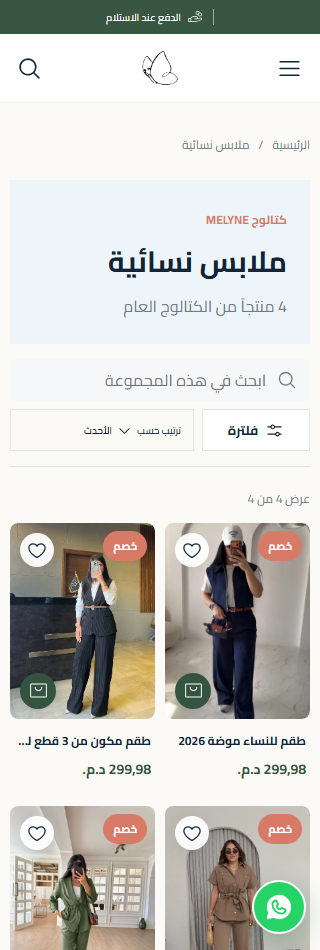 الدفع عند الاستلام
الرئيسية / ملابس نسائية
كتالوج MELYNE
ملابس نسائية
4 منتجاً من الكتالوج العام
ابحث في هذه المجموعة
فلترة
ترتيب حسب الأحدث
عرض 4 من 4
خصم
خصم
طقم للنساء موضة 2026
299,98 د.م.
طقم مكون من 3 قطع لـ...
299,98 د.م.
خصم
خصم